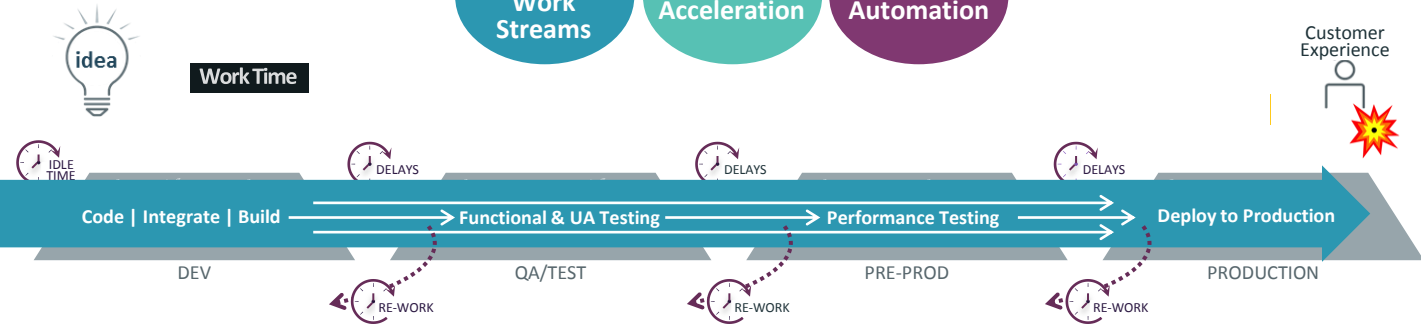 Work
Streams
Acceleration
Automation
Customer
Experience
idea
Work Time
IDLE
TIME
DELAYS
DELAYS
DELAYS
Code | Integrate | Build
Functional & UA Testing
Performance Testing
Deploy to Production
DEV
QA/TEST
PRE-PROD
PRODUCTION
RE-WORK
RE-WORK
RE-WORK